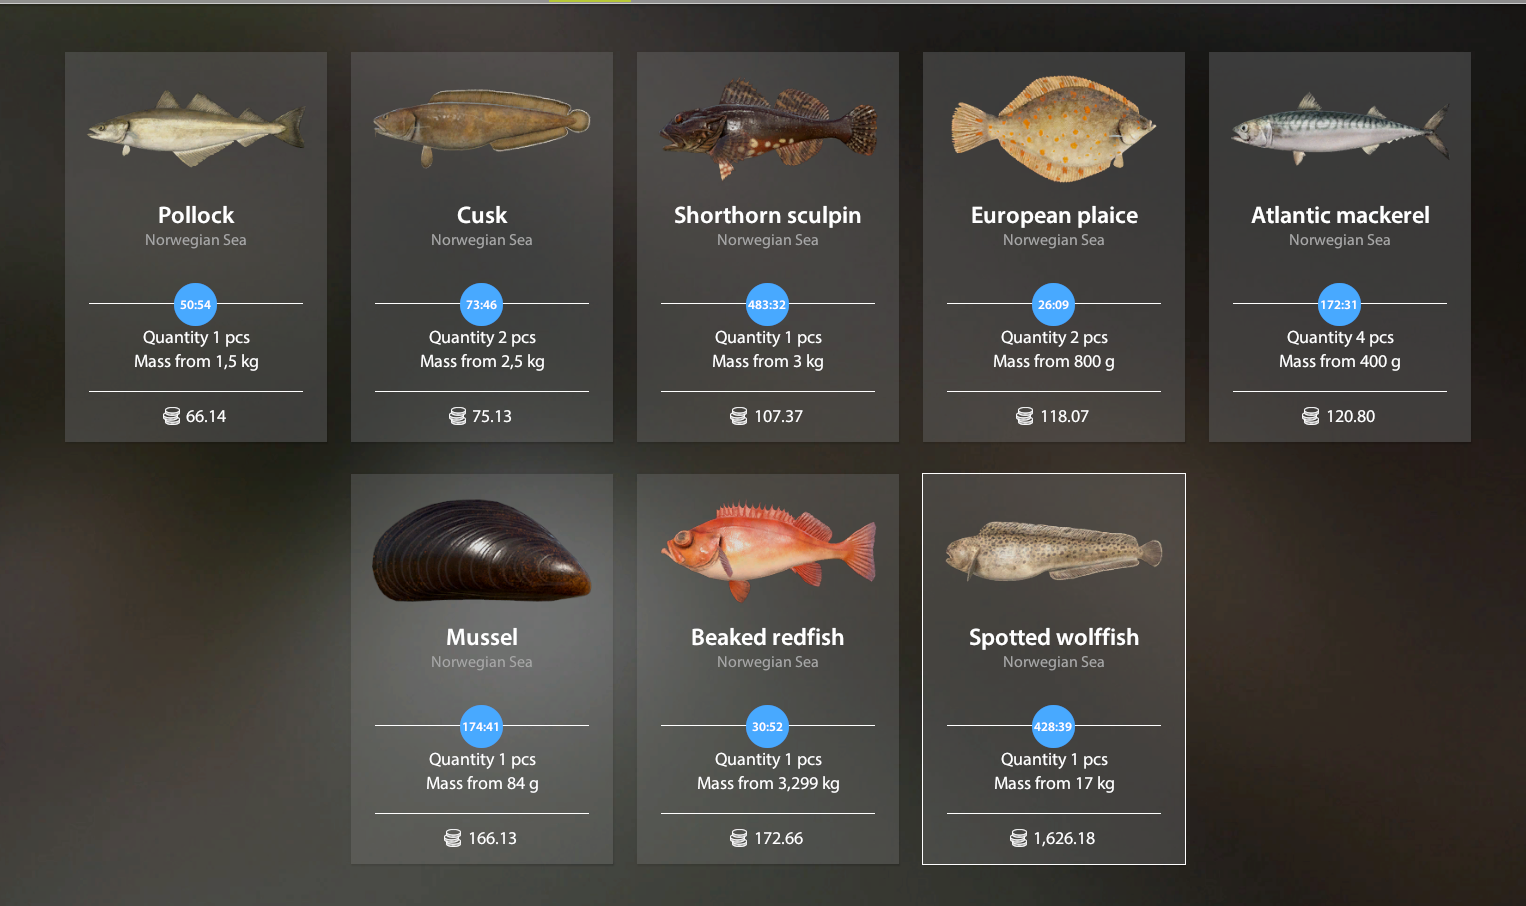 Pollock
Norwegian Sea
50:54
Quantity 1 pcs
Mass from 1,5 kg
66.14
Cusk
Norwegian Sea
73:46
Quantity 2 pcs
Mass from 2,5 kg
75.13
Shorthorn sculpin
Norwegian Sea
483:32
Quantity 1 pcs
Mass from 3 kg
107.37
European plaice
Norwegian Sea
26:09
Quantity 2 pcs
Mass from 800 g
118.07
Atlantic mackerel
Norwegian Sea
172:31
Quantity 4 pcs
Mass from 400 g
120.80
Mussel
Norwegian Sea
174:41
Quantity 1 pcs
Mass from 84 g
166.13
Beaked redfish
Norwegian Sea
30:52
Quantity 1 pcs
Mass from 3,299 kg
172.66
Spotted wolffish
Norwegian Sea
428:39
Quantity 1 pcs
Mass from 17 kg
1,626.18